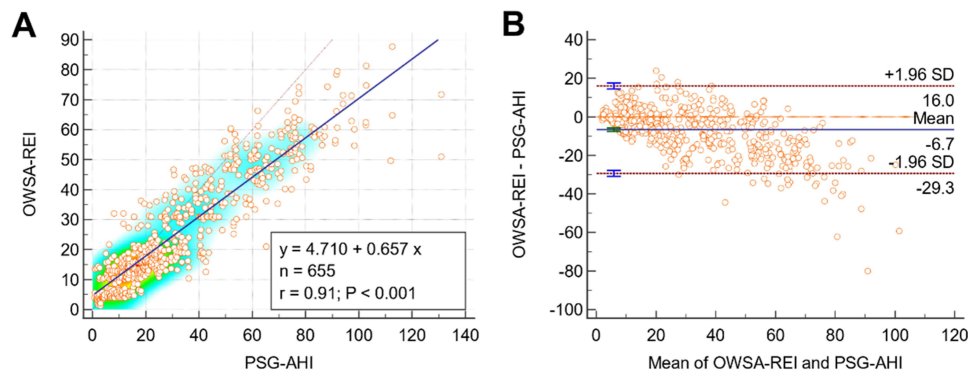 A
90
80
70
60
50
40
30
20
10
0
OWSA-REI
y = 4.710 + 0.657 x
n = 655
r = 0.91; P < 0.001
0 20 40 60 80 100 120 140
PSG-AHI
B
40
20
0
-20
-40
-60
-80
-100
OWSA-REI - PSG-AHI
+1.96 SD
16.0
Mean
-6.7
-1.96 SD
-29.3
0 20 40 60 80 100 120
Mean of OWSA-REI and PSG-AHI